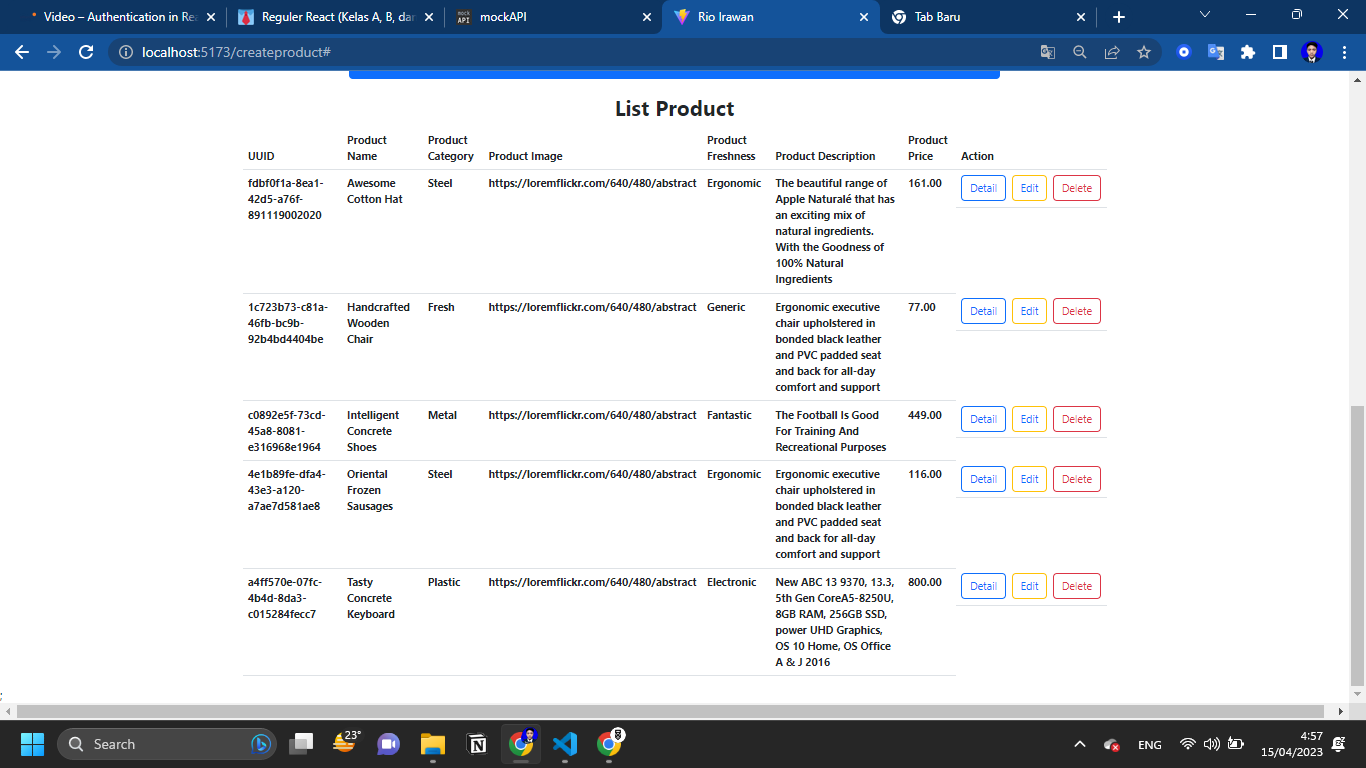 Video – Authentication in Rea
Reguler React (Kelas A, B, dar
mock
API
mockAPI
Rio Irawan
Tab Baru
localhost:5173/createproduct#
List Product
UUID
Product
Name
Product
Category
Product Image
Product
Freshness
Product Description
Product
Price
Action
fdbf0f1a-8ea1-
42d5-a76f-
891119002020
Awesome
Cotton Hat
Steel
https://loremflickr.com/640/480/abstract
Ergonomic
The beautiful range of
Apple Naturalé that has
an exciting mix of
natural ingredients.
With the Goodness of
100% Natural
Ingredients
161.00
Detail
Edit
Delete
1c723b73-c81a-
46fb-bc9b-
92b4bd4404be
Handcrafted
Wooden
Chair
Fresh
https://loremflickr.com/640/480/abstract
Generic
Ergonomic executive
chair upholstered in
bonded black leather
and PVC padded seat
and back for all-day
comfort and support
77.00
Detail
Edit
Delete
c0892e5f-73cd-
45a8-8081-
e316968e1964
Intelligent
Concrete
Shoes
Metal
https://loremflickr.com/640/480/abstract
Fantastic
The Football Is Good
For Training And
Recreational Purposes
449.00
Detail
Edit
Delete
4e1b89fe-dfa4-
43e3-a120-
a7ae7d581ae8
Oriental
Frozen
Sausages
Steel
https://loremflickr.com/640/480/abstract
Ergonomic
Ergonomic executive
chair upholstered in
bonded black leather
and PVC padded seat
and back for all-day
comfort and support
116.00
Detail
Edit
Delete
a4ff570e-07fc-
4b4d-8da3-
c015284fecc7
Tasty
Concrete
Keyboard
Plastic
https://loremflickr.com/640/480/abstract
Electronic
New ABC 13 9370, 13.3,
5th Gen CoreA5-8250U,
8GB RAM, 256GB SSD,
power UHD Graphics,
OS 10 Home, OS Office
A & J 2016
800.00
Detail
Edit
Delete
Search
23°
ENG
4:57
15/04/2023